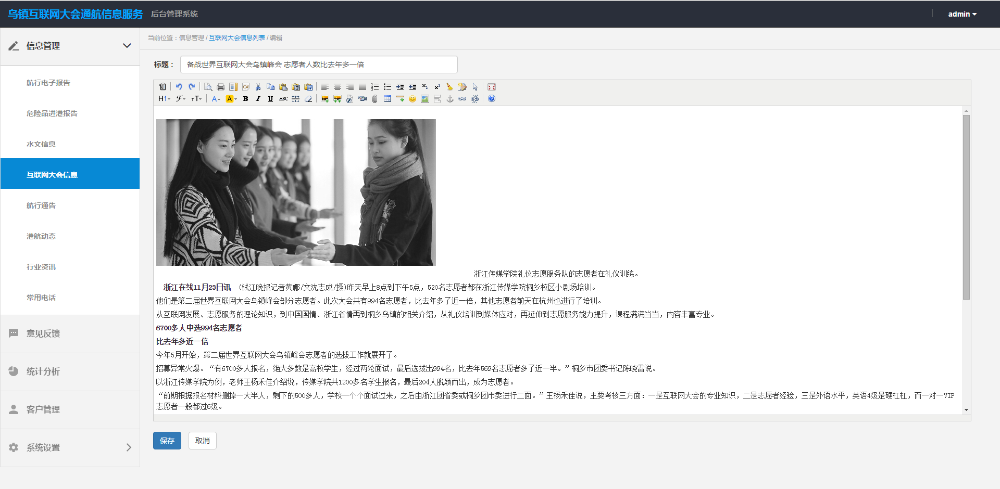 乌镇互联网大会通航信息服务 后台管理系统
admin
信息管理
航行电子报告
危险品进港报告
水文信息
互联网大会信息
航行通告
港航动态
行业资讯
常用电话
意见反馈
统计分析
客户管理
系统设置
当前位置：信息管理 / 互联网大会信息列表 / 编辑
标题： 备战世界互联网大会乌镇峰会 志愿者人数比去年多一倍
浙江传媒学院礼仪志愿服务队的志愿者在礼仪训练。
浙江在线11月23日讯 （钱江晚报记者黄娜/文沈志成/摄)昨天早上8点到下午5点，520名志愿者都在浙江传媒学院桐乡校区小剧场培训。
他们是第二届世界互联网大会乌镇峰会部分志愿者。此次大会共有994名志愿者，比去年多了近一倍，其他志愿者前天在杭州也进行了培训。
从互联网发展、志愿服务的理论知识，到中国国情、浙江省情再到桐乡乌镇的相关介绍，从礼仪培训到媒体应对，再延伸到志愿服务能力提升，课程满满当当，内容丰富专业。
6700多人中选994名志愿者
比去年多近一倍
今年5月开始，第二届世界互联网大会乌镇峰会志愿者的选拔工作就展开了。
招募异常火爆。“有6700多人报名，绝大多数是高校学生，经过两轮面试，最后选拔出994名，比去年569名志愿者多了近一半。”桐乡市团委书记陈晓雷说。
以浙江传媒学院为例，老师王杨禾佳介绍说，传媒学院共1200多名学生报名，最后204人脱颖而出，成为志愿者。
“前期根据报名材料删掉一大半人，剩下的500多人，学校一个个面试过来，之后由浙江团省委或桐乡团市委进行二面。”王杨禾佳说，主要考核三方面：一是互联网大会的专业知识，二是志愿者经验，三是外语水平，英语4级是硬杠杠，而一对一VIP
志愿者一般都过6级。
保存 取消